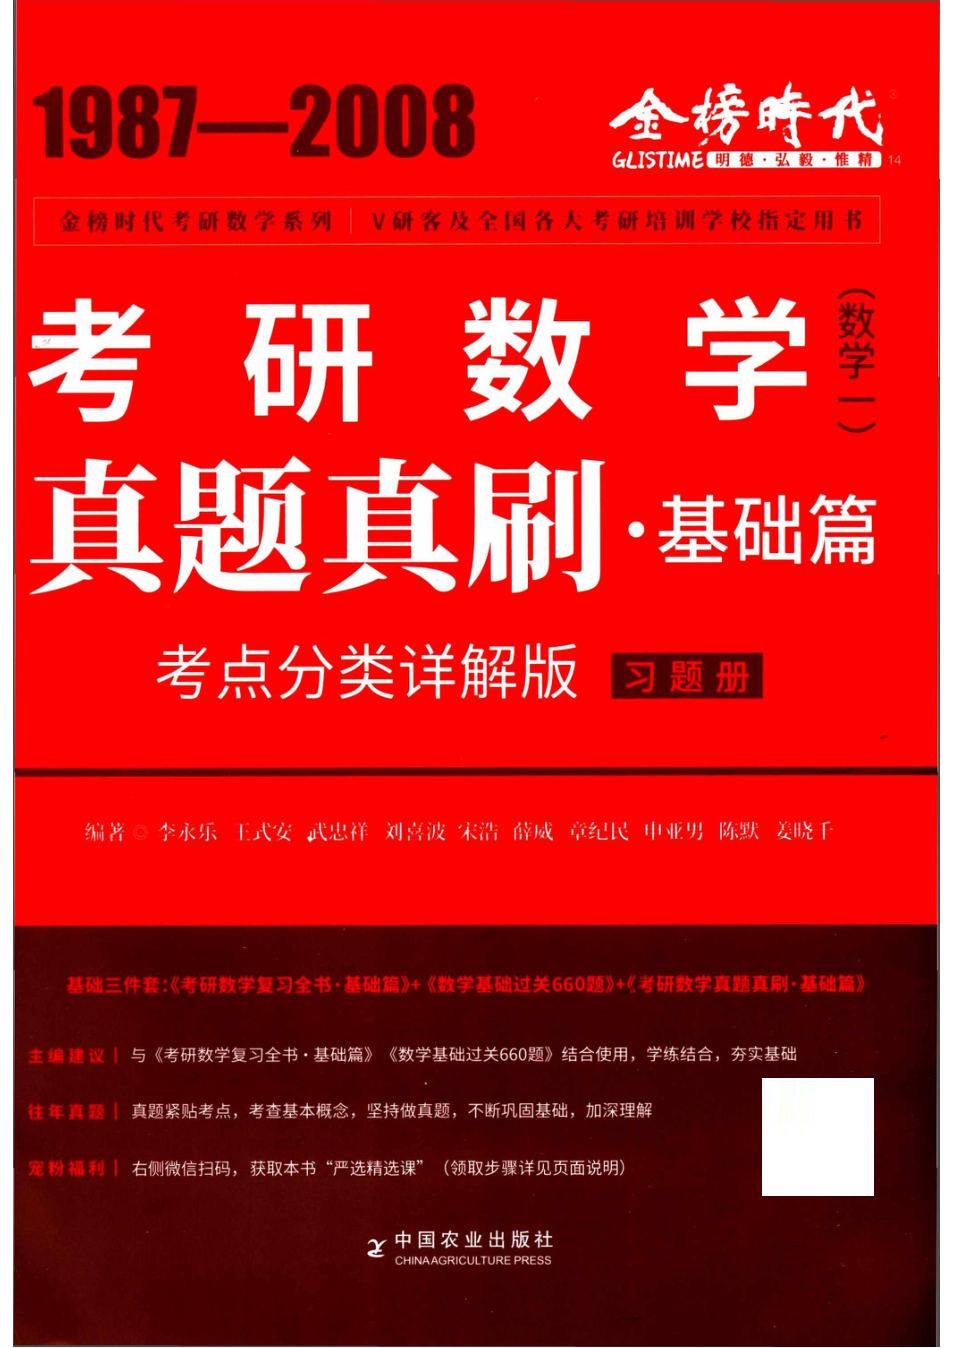 1987—2008
金榜時代
GLISTIME 明德·弘毅·惟精 14
金榜时代考研数学系列 | V研客及全国各大考研培训学校指定用书
考研数学
（数学一）
真题真刷·基础篇
考点分类详解版 习题册
编著◎ 李永乐 王式安 武忠祥 刘喜波 宋浩 薛威 章纪民 申亚男 陈默 姜晓千
基础三件套：《考研数学复习全书·基础篇》+《数学基础过关660题》+《考研数学真题真刷·基础篇》
主编建议 | 与《考研数学复习全书·基础篇》《数学基础过关660题》结合使用，学练结合，夯实基础
往年真题 | 真题紧贴考点，考查基本概念，坚持做真题，不断巩固基础，加深理解
宠粉福利 | 右侧微信扫码，获取本书“严选精选课”（领取步骤详见页面说明）
中国农业出版社
CHINA AGRICULTURE PRESS